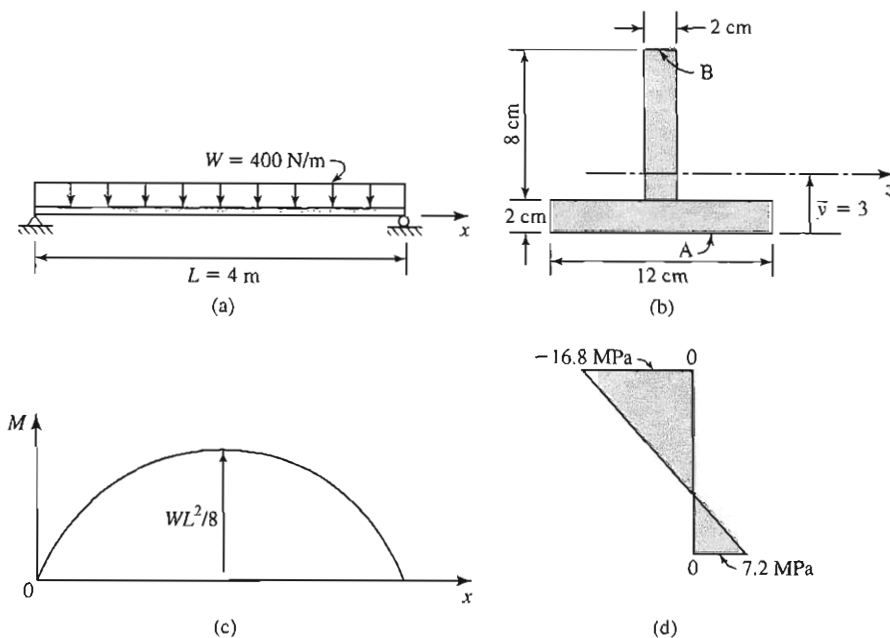 W = 400 N/m
x
L = 4 m
(a)
2 cm
B
8 cm
2 cm
ȳ = 3
A
12 cm
(b)
M
WL²/8
0
x
(c)
−16.8 MPa
0
0
7.2 MPa
(d)